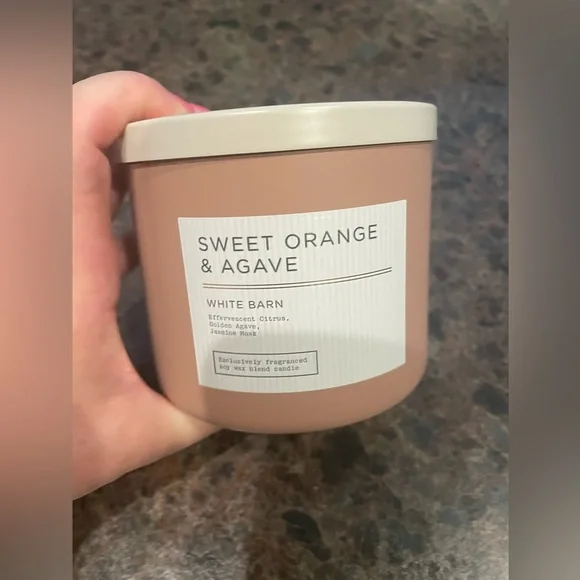 SWEET ORANGE
& AGAVE
WHITE BARN
Effervescent Citrus,
Golden Agave,
Jasmine Musk
Exclusively fragranced
soy wax blend candle